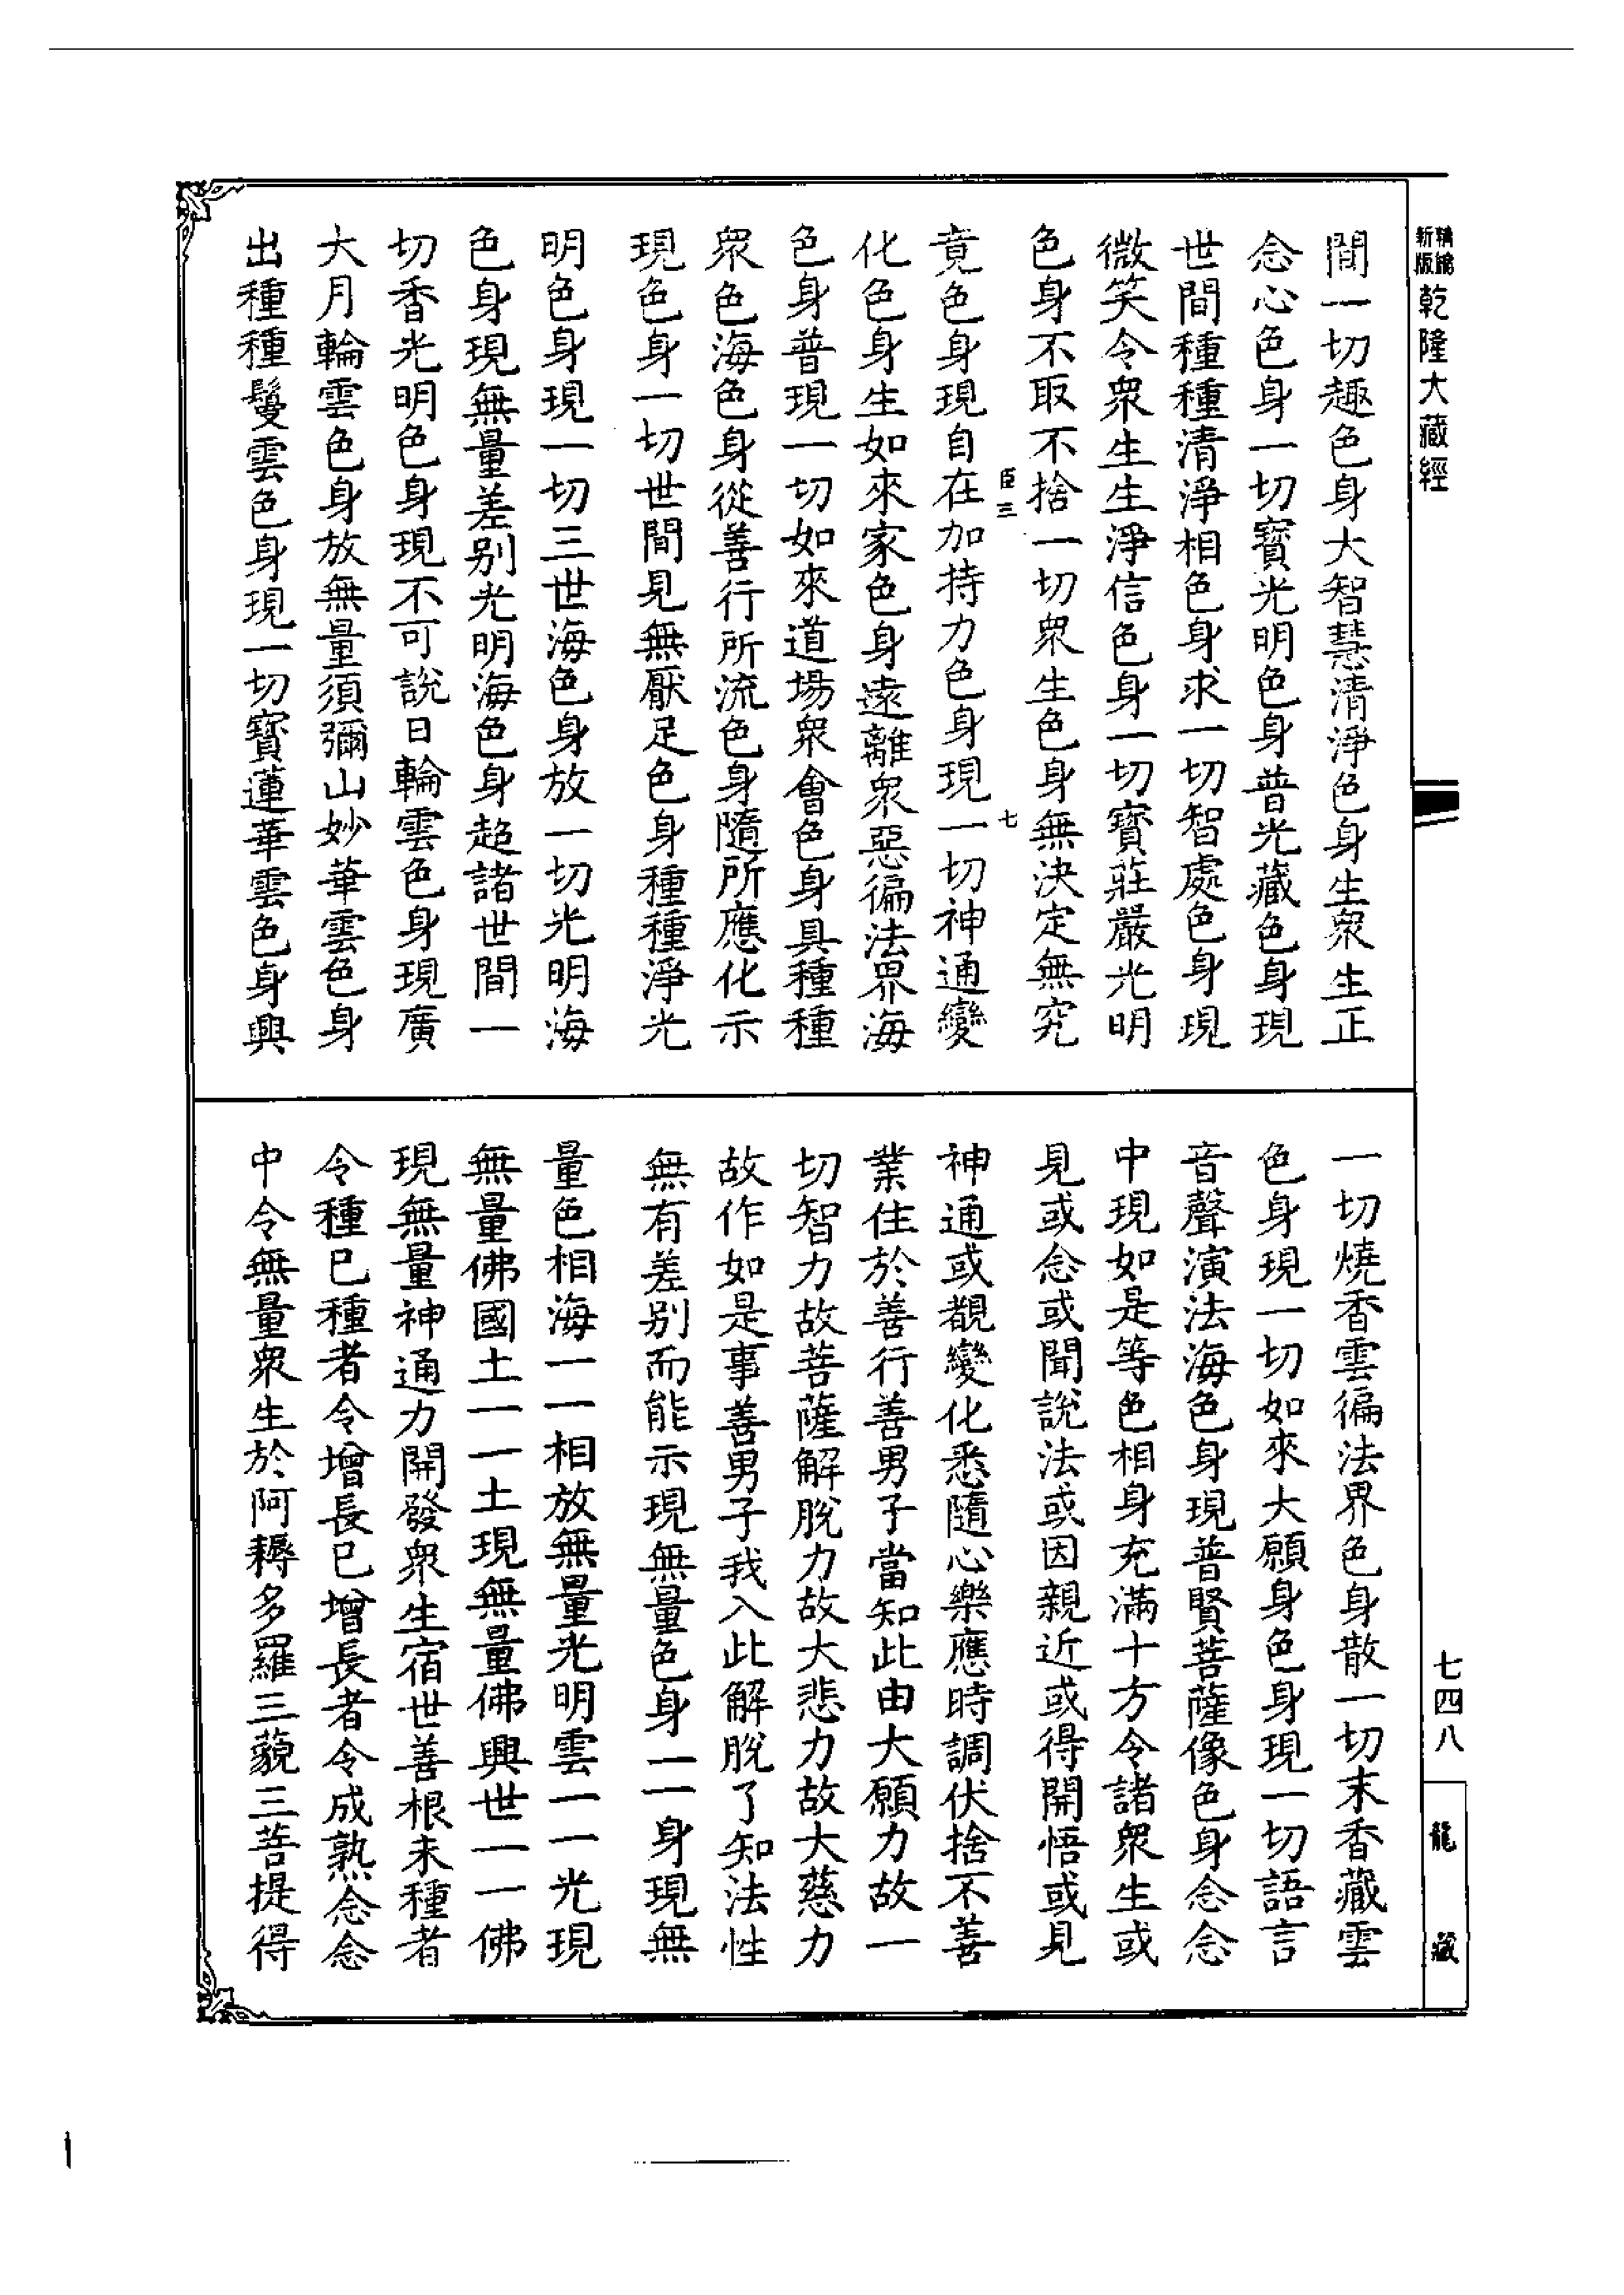 新版精縮乾隆大藏經
間一切趣色身大智慧清淨色身生衆生正
念心色身一切寶光明色身普光藏色身現
世間種種清淨相色身求一切智處色身現
微笑令衆生生淨信色身一切寶莊嚴光明
色身不取不捨一切衆生色身無決定無究
臣三
七
竟色身現自在加持力色身現一切神通變
化色身生如來家色身遠離衆惡徧法界海
色身普現一切如來道場衆會色身具種種
衆色海色身從善行所流色身隨所應化示
現色身一切世間見無厭足色身種種淨光
明色身現一切三世海色身放一切光明海
色身現無量差别光明海色身超諸世間一
切香光明色身現不可說日輪雲色身現廣
大月輪雲色身放無量須彌山妙華雲色身
出種種鬘雲色身現一切寶蓮華雲色身興
一切燒香雲徧法界色身散一切末香藏雲
色身現一切如來大願身色身現一切語言
音聲演法海色身現普賢菩薩像色身念念
中現如是等色相身充滿十方令諸衆生或
見或念或聞說法或因親近或得開悟或見
神通或覩變化悉隨心樂應時調伏捨不善
業住於善行善男子當知此由大願力故一
切智力故菩薩解脫力故大悲力故大慈力
故作如是事善男子我入此解脫了知法性
無有差别而能示現無量色身一一身現無
量色相海一一相放無量光明雲一一光現
無量佛國土一一土現無量佛興世一一佛
現無量神通力開發衆生宿世善根未種者
令種已種者令增長已增長者令成熟念念
中令無量衆生於阿耨多羅三藐三菩提得
七四八
龍藏